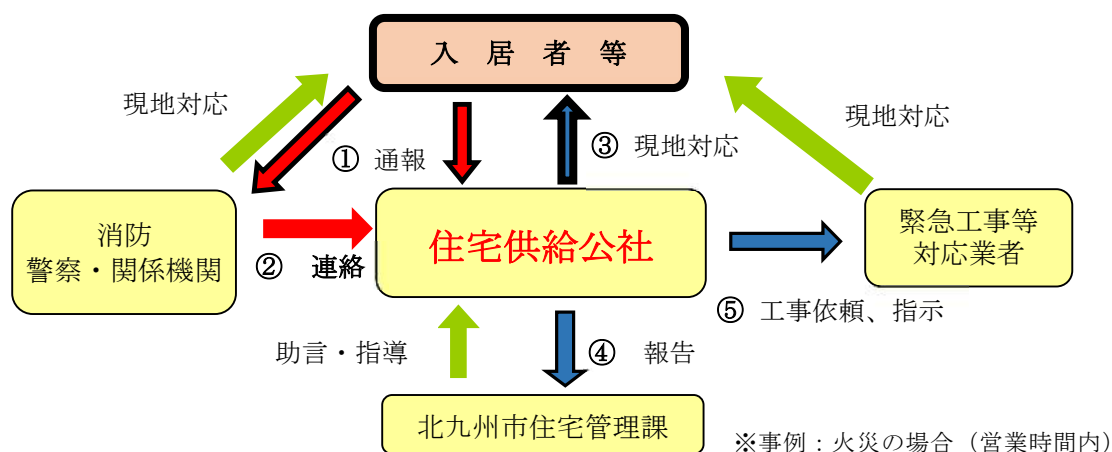 入　居　者　等
現地対応
現地対応
① 通報
③ 現地対応
消防
警察・関係機関
住宅供給公社
緊急工事等
対応業者
②　連絡
⑤ 工事依頼、指示
助言・指導
④　報告
北九州市住宅管理課
※事例：火災の場合（営業時間内）